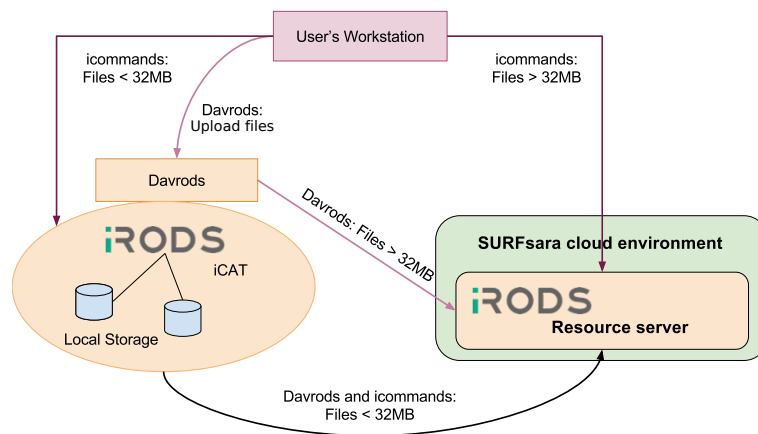 User's Workstation
icommands:
Files < 32MB
icommands:
Files > 32MB
Davrods:
Upload files
Davrods
Davrods: Files > 32MB
iRODS
iCAT
Local Storage
SURFsara cloud environment
iRODS
Resource server
Davrods and icommands:
Files < 32MB